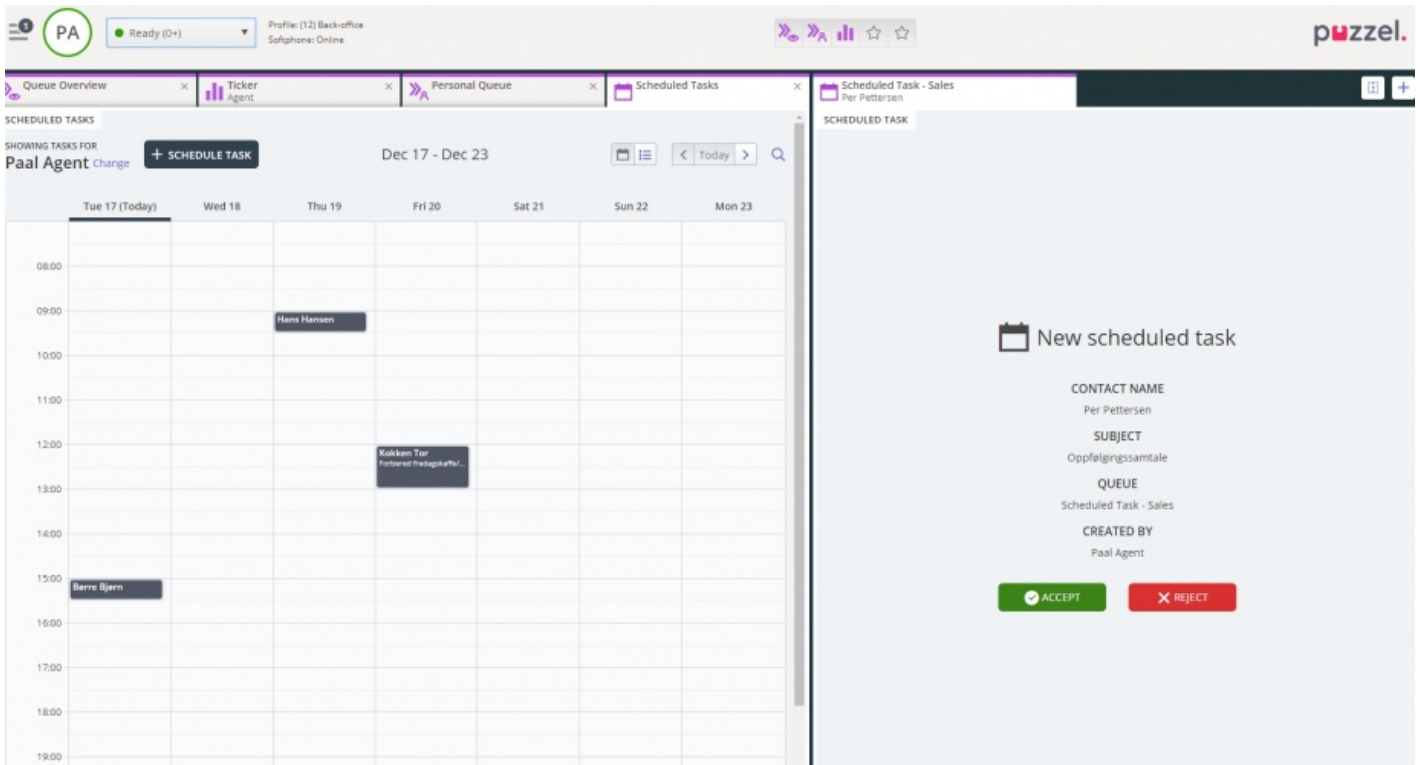 1
PA
Ready (0+)
Profile: (12) Back-office
Softphone: Online
puzzel.
Queue Overview
Ticker
Agent
Personal Queue
Scheduled Tasks
Scheduled Task - Sales
Per Pettersen
SCHEDULED TASKS
SHOWING TASKS FOR
Paal Agent Change
+ SCHEDULE TASK
Dec 17 - Dec 23
Today
Tue 17 (Today)
Wed 18
Thu 19
Fri 20
Sat 21
Sun 22
Mon 23
08:00
09:00
Hans Hansen
10:00
11:00
12:00
Kokken Tor
Forbered fredagskaffe/...
13:00
14:00
15:00
Børre Bjørn
16:00
17:00
18:00
19:00
SCHEDULED TASK
New scheduled task
CONTACT NAME
Per Pettersen
SUBJECT
Oppfølgingssamtale
QUEUE
Scheduled Task - Sales
CREATED BY
Paal Agent
ACCEPT
REJECT